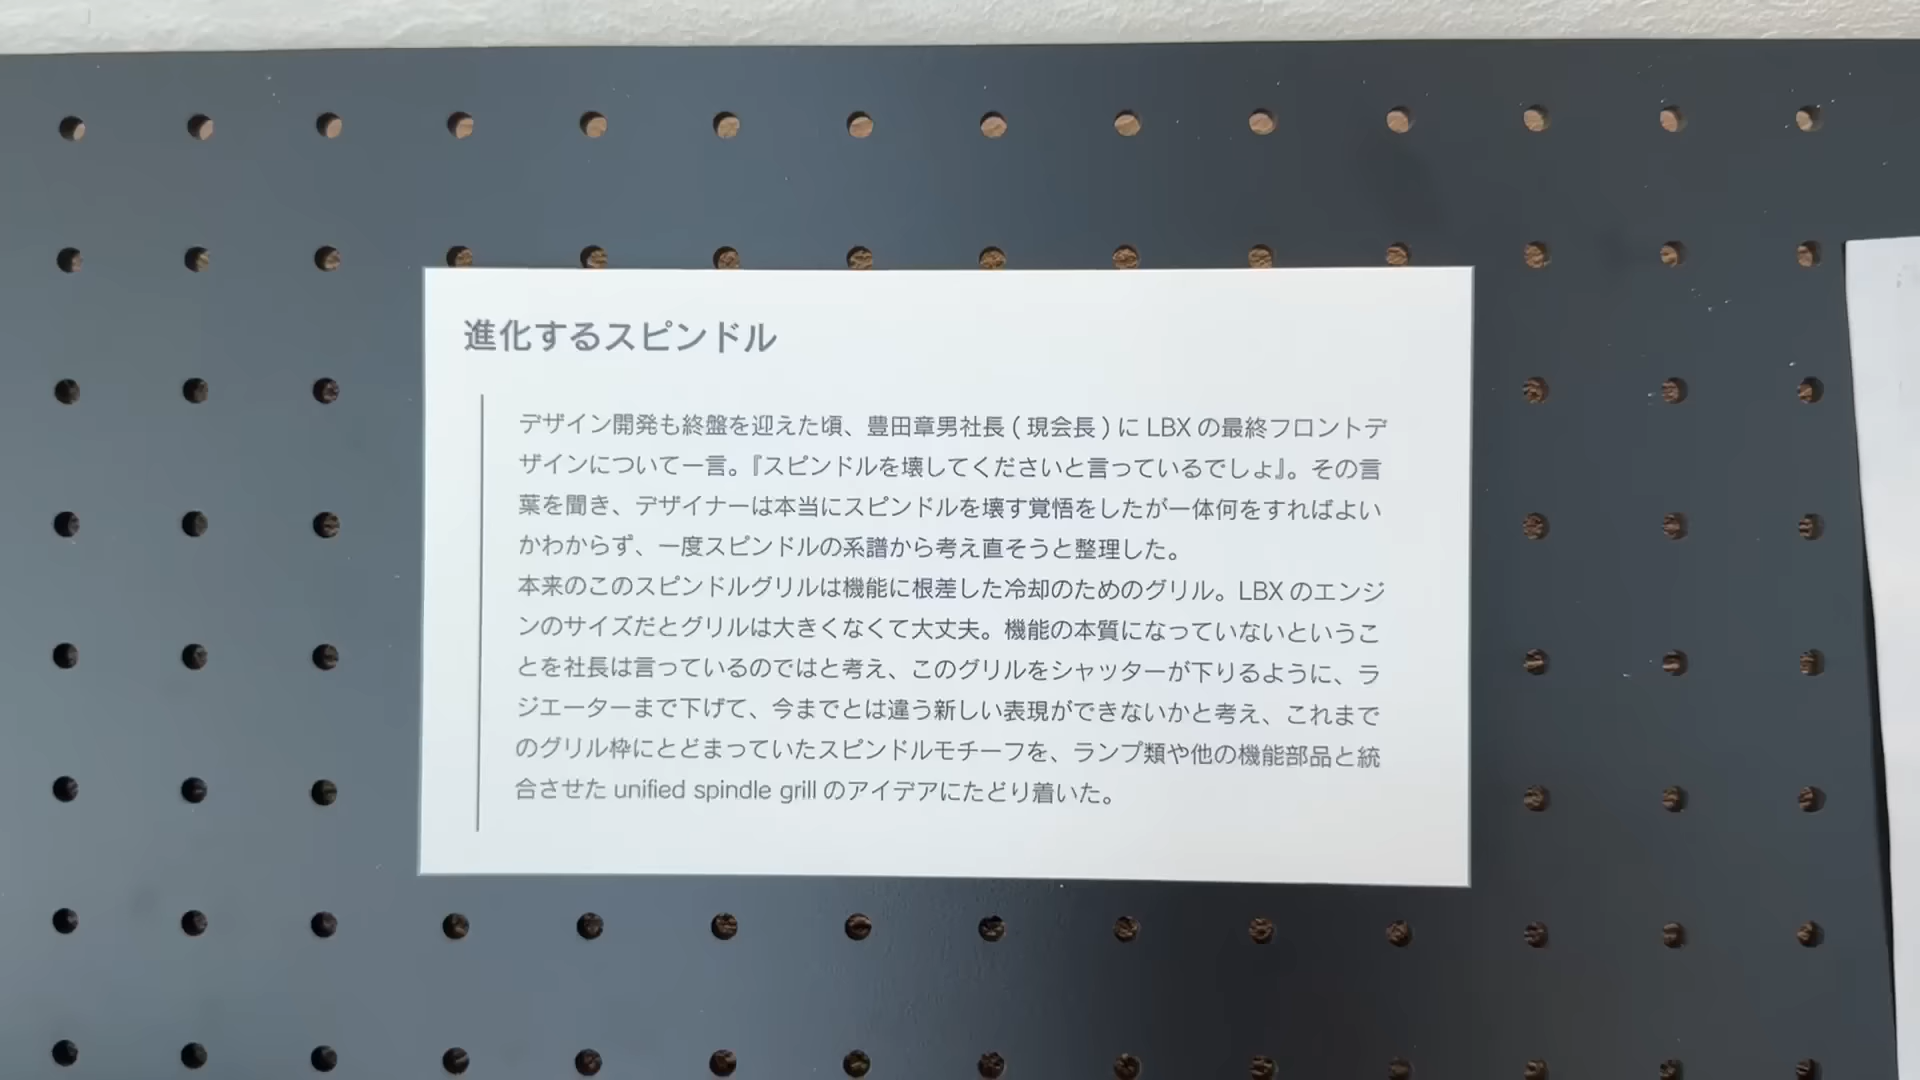 進化するスピンドル
デザイン開発も終盤を迎えた頃、豊田章男社長 ( 現会長 ) に LBX の最終フロントデ
ザインについて一言。『スピンドルを壊してくださいと言っているでしょ』。その言
葉を聞き、デザイナーは本当にスピンドルを壊す覚悟をしたが一体何をすればよい
かわからず、一度スピンドルの系譜から考え直そうと整理した。
本来のこのスピンドルグリルは機能に根差した冷却のためのグリル。LBX のエンジ
ンのサイズだとグリルは大きくなくて大丈夫。機能の本質になっていないというこ
とを社長は言っているのではと考え、このグリルをシャッターが下りるように、ラ
ジエーターまで下げて、今までとは違う新しい表現ができないかと考え、これまで
のグリル枠にとどまっていたスピンドルモチーフを、ランプ類や他の機能部品と統
合させた unified spindle grill のアイデアにたどり着いた。